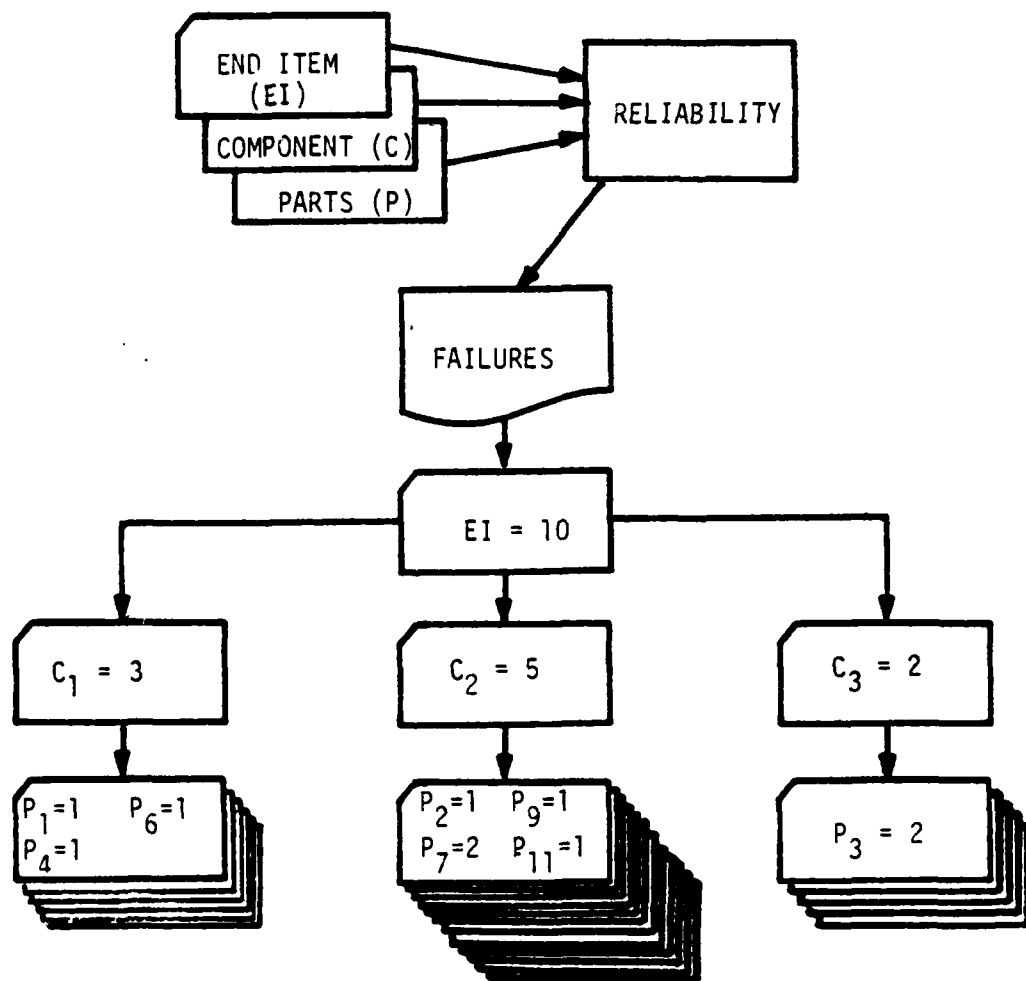 END ITEM
(EI)
COMPONENT (C)
PARTS (P)
RELIABILITY
FAILURES
EI = 10
C₁ = 3
C₂ = 5
C₃ = 2
P₁=1 P₆=1
P₄=1
P₂=1 P₉=1
P₇=2 P₁₁=1
P₃ = 2